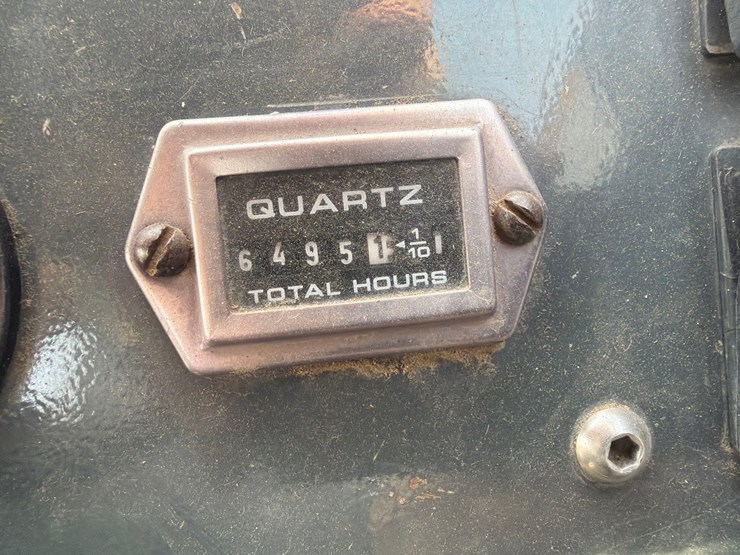 QUARTZ
6 4 9 5 1 ◄ 1/10
TOTAL HOURS